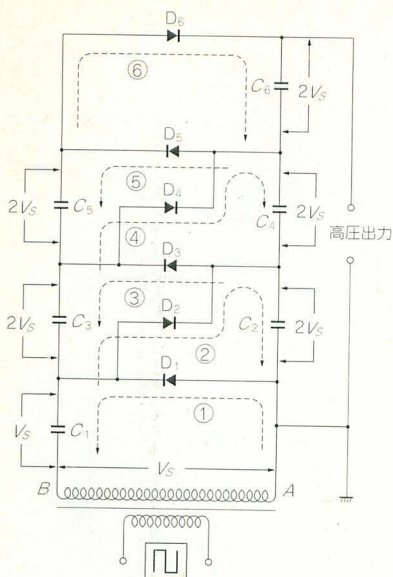 D₆
⑥
C₆
2Vs
D₅
⑤
D₄
2Vs
C₅
C₄
2Vs
高圧出力
④
D₃
③
D₂
2Vs
C₃
C₂
2Vs
②
D₁
①
Vs
C₁
Vs
B
A